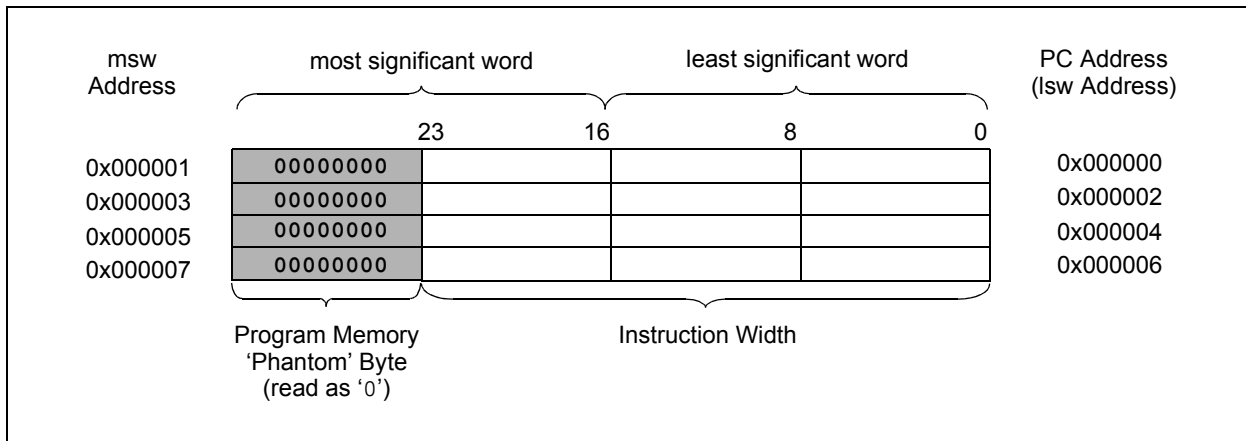 msw
Address
most significant word
least significant word
PC Address
(lsw Address)
23 16 8 0
0x000001 00000000 0x000000
0x000003 00000000 0x000002
0x000005 00000000 0x000004
0x000007 00000000 0x000006
Program Memory
‘Phantom’ Byte
(read as ‘0’)
Instruction Width